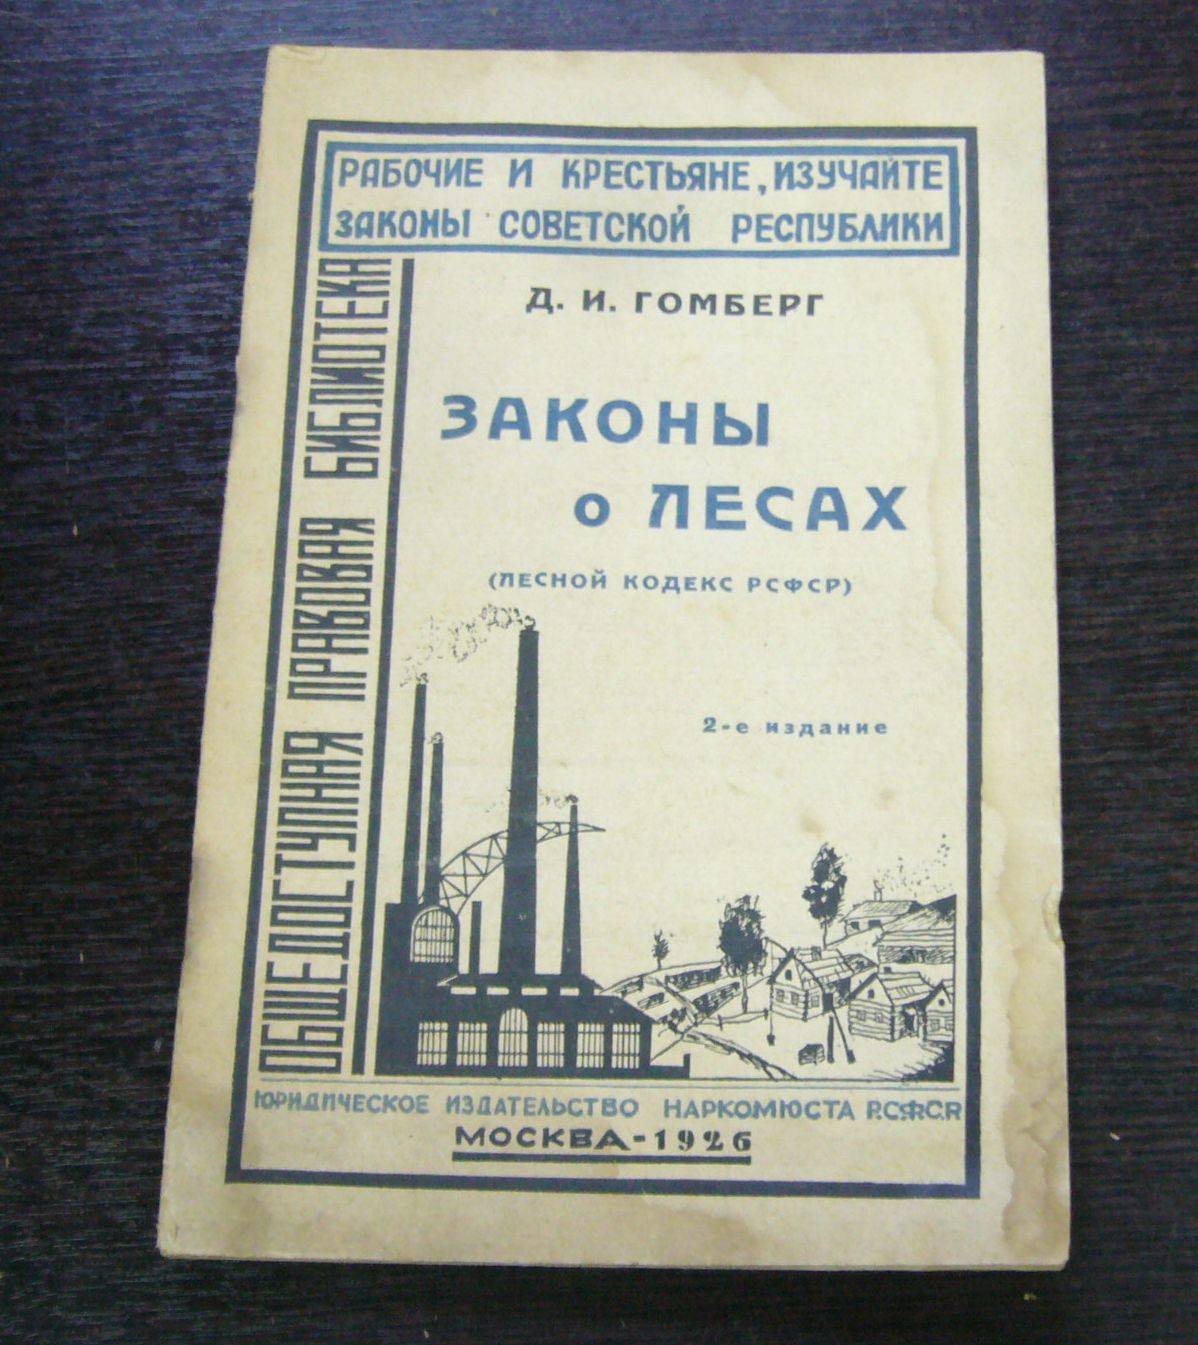 РАБОЧИЕ И КРЕСТЬЯНЕ, ИЗУЧАЙТЕ
ЗАКОНЫ СОВЕТСКОЙ РЕСПУБЛИКИ
ОБЩЕДОСТУПНАЯ ПРАВОВАЯ БИБЛИОТЕКА
Д. И. ГОМБЕРГ
ЗАКОНЫ
о ЛЕСАХ
(ЛЕСНОЙ КОДЕКС РСФСР)
2-е издание
ЮРИДИЧЕСКОЕ ИЗДАТЕЛЬСТВО НАРКОМЮСТА Р.С.Ф.С.Р.
МОСКВА-1926